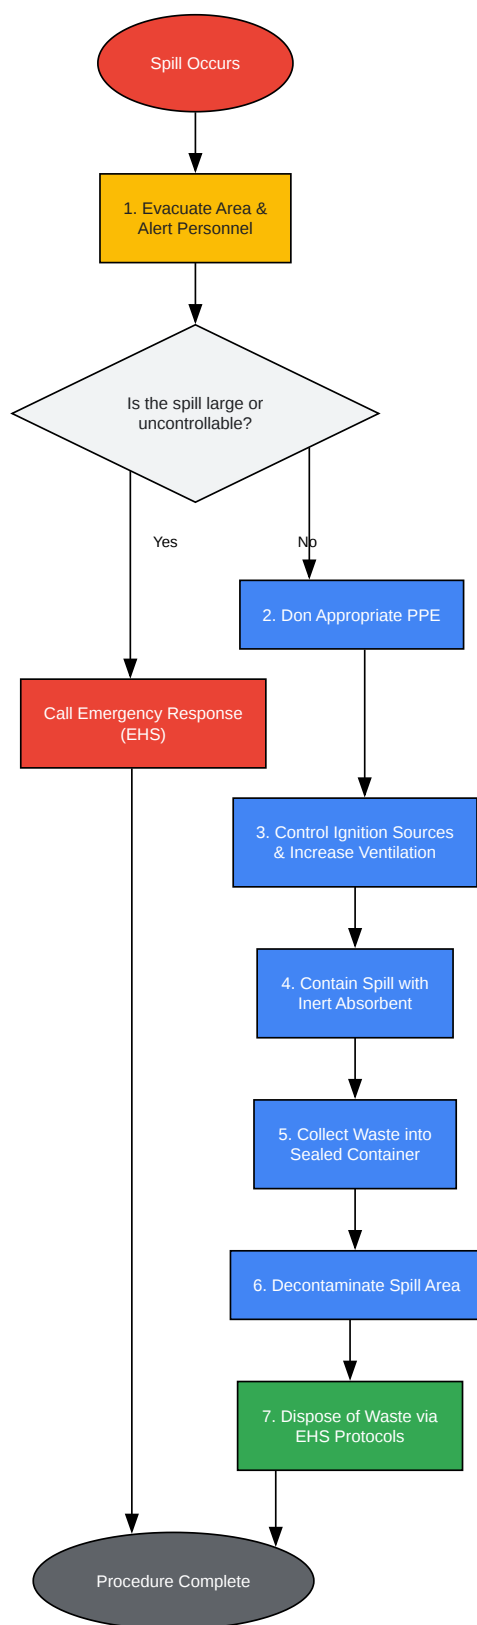 Spill Occurs
1. Evacuate Area &
Alert Personnel
Is the spill large or
uncontrollable?
Yes
No
2. Don Appropriate PPE
Call Emergency Response
(EHS)
3. Control Ignition Sources
& Increase Ventilation
4. Contain Spill with
Inert Absorbent
5. Collect Waste into
Sealed Container
6. Decontaminate Spill Area
7. Dispose of Waste via
EHS Protocols
Procedure Complete